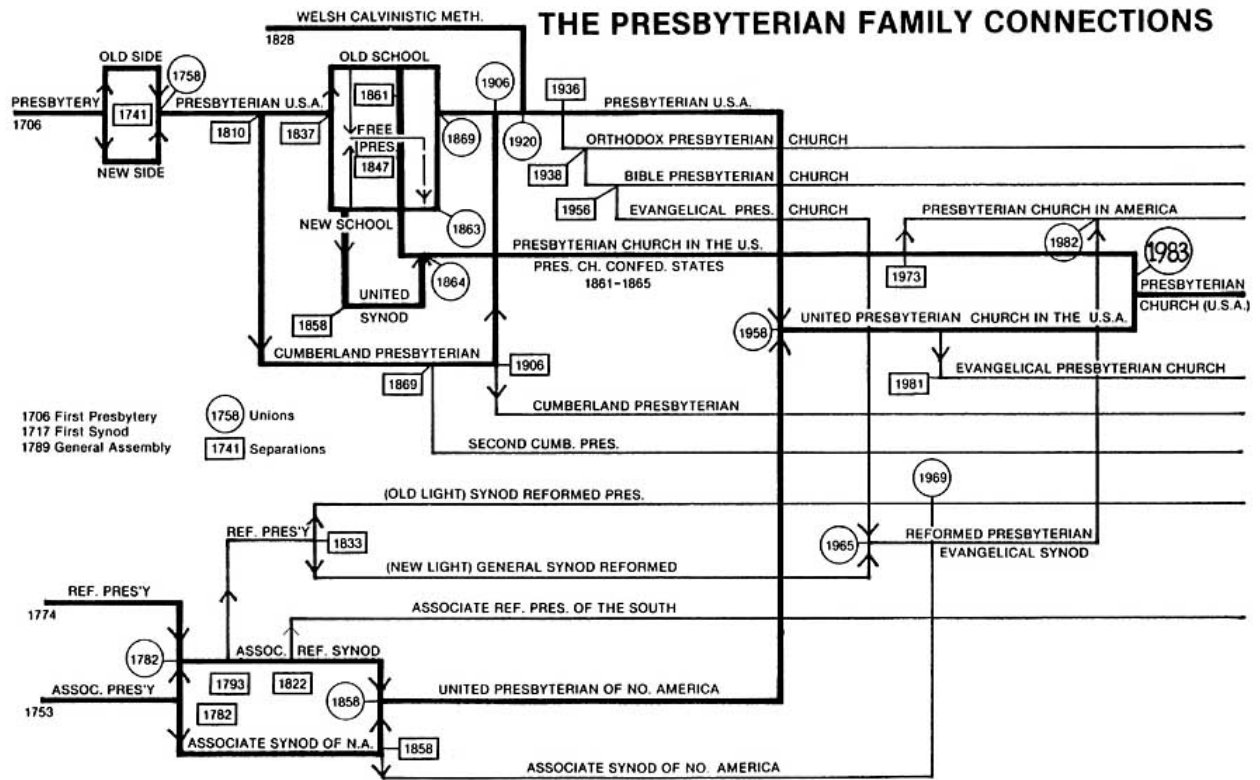 THE PRESBYTERIAN FAMILY CONNECTIONS
WELSH CALVINISTIC METH.
1828
OLD SIDE
1758
OLD SCHOOL
1906
1936
PRESBYTERY
1706
1741
PRESBYTERIAN U.S.A.
1861
PRESBYTERIAN U.S.A.
1810
1837
FREE
PRES.
1869
1920
ORTHODOX PRESBYTERIAN CHURCH
NEW SIDE
1847
1938
BIBLE PRESBYTERIAN CHURCH
1956
EVANGELICAL PRES. CHURCH
PRESBYTERIAN CHURCH IN AMERICA
NEW SCHOOL
1863
1982
PRESBYTERIAN CHURCH IN THE U.S.
1983
PRES. CH. CONFED. STATES
1861-1865
1864
1973
PRESBYTERIAN
CHURCH (U.S.A.)
UNITED
SYNOD
1858
1958
UNITED PRESBYTERIAN CHURCH IN THE U.S.A.
CUMBERLAND PRESBYTERIAN
1869
1906
1981
EVANGELICAL PRESBYTERIAN CHURCH
CUMBERLAND PRESBYTERIAN
1706 First Presbytery
1717 First Synod
1789 General Assembly
1758 Unions
1741 Separations
SECOND CUMB. PRES.
1969
(OLD LIGHT) SYNOD REFORMED PRES.
REF. PRES'Y
1833
1965
REFORMED PRESBYTERIAN
EVANGELICAL SYNOD
(NEW LIGHT) GENERAL SYNOD REFORMED
REF. PRES'Y
1774
ASSOCIATE REF. PRES. OF THE SOUTH
1782
ASSOC. REF. SYNOD
1793
1822
ASSOC. PRES'Y
1753
1782
1858
UNITED PRESBYTERIAN OF NO. AMERICA
ASSOCIATE SYNOD OF N.A.
1858
ASSOCIATE SYNOD OF NO. AMERICA